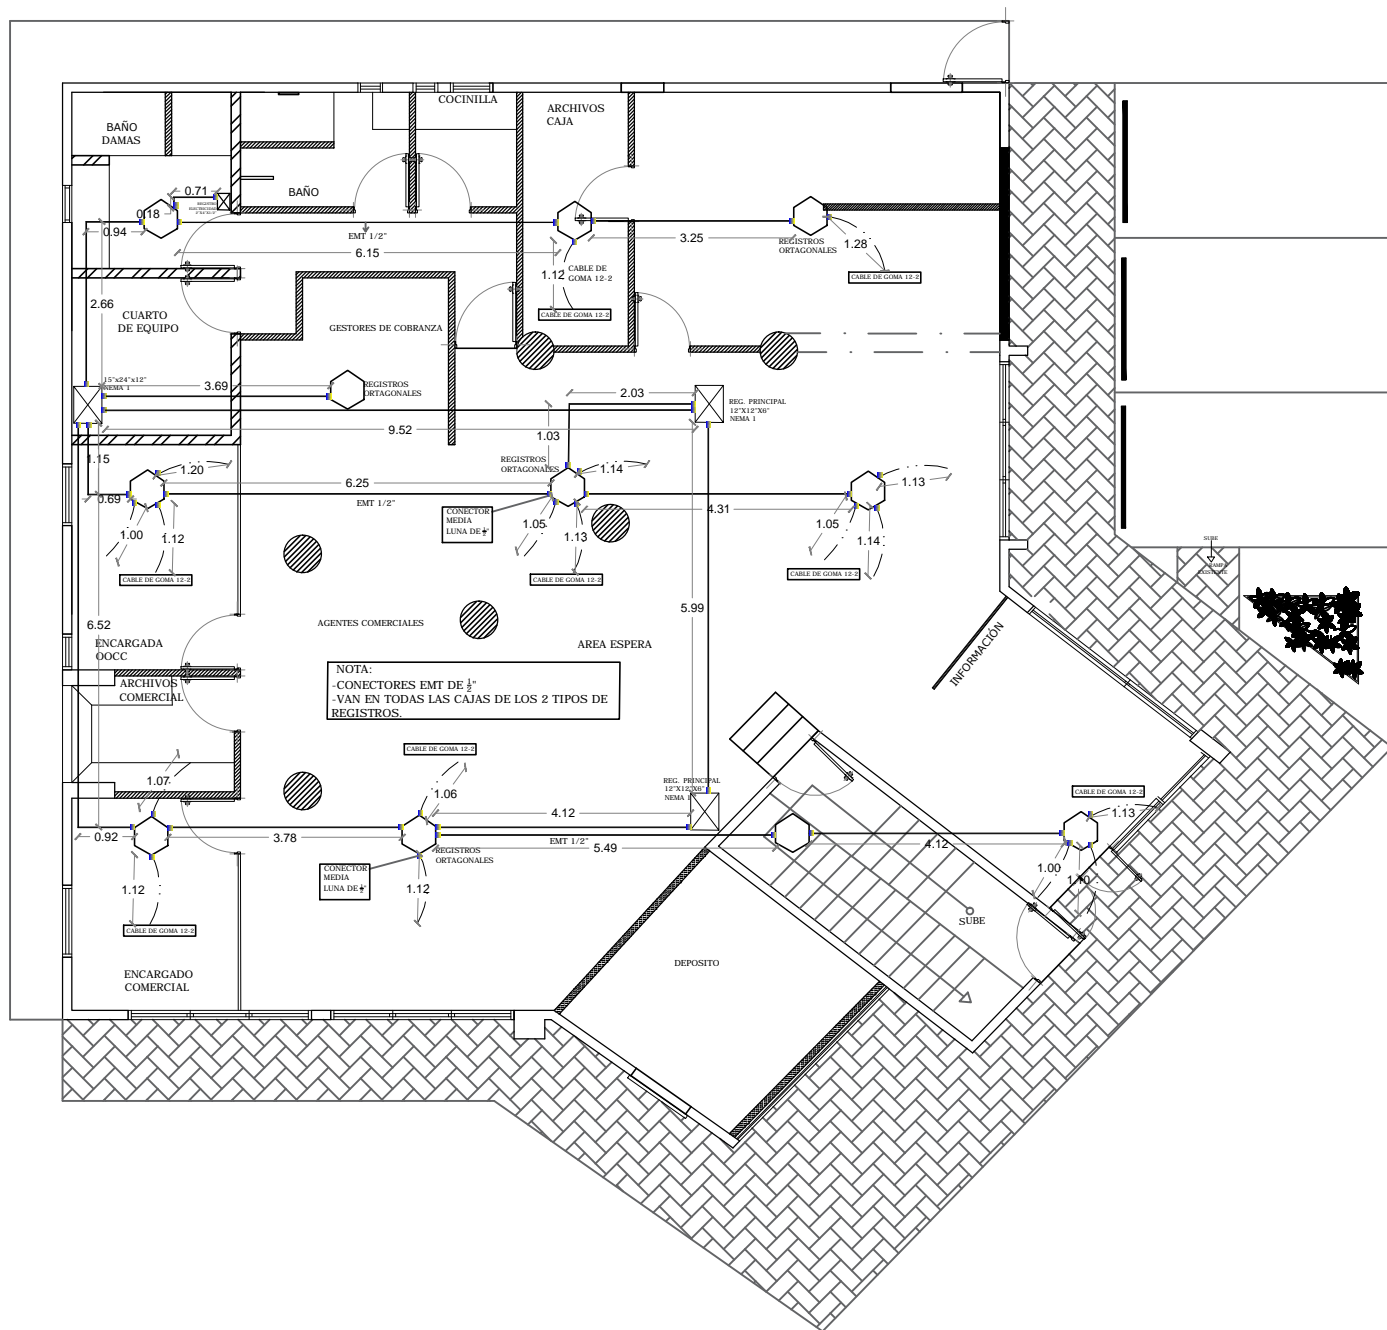 COCINILLA
ARCHIVOS
CAJA
BAÑO
DAMAS
BAÑO
0.71
REGISTRO
ELECTRICIDAD
0.18
0.94
EMT 1/2"
6.15
3.25
REGISTROS
ORTAGONALES
1.28
CABLE DE GOMA 12-2
1.12
CABLE DE
GOMA 12-2
CABLE DE GOMA 12-2
2.66
CUARTO
DE EQUIPO
GESTORES DE COBRANZA
15"x24"x12"
NEMA 1
3.69
REGISTROS
ORTAGONALES
2.03
REG. PRINCIPAL
12"X12"X6"
NEMA 1
9.52
1.03
1.15
REGISTROS
ORTAGONALES
1.20
1.14
1.13
6.25
0.69
EMT 1/2"
4.31
CONECTOR
MEDIA
LUNA DE ½"
1.00
1.12
1.05
1.13
1.05
1.14
CABLE DE GOMA 12-2
CABLE DE GOMA 12-2
CABLE DE GOMA 12-2
SUBE
RAMPA
EXISTENTE
5.99
6.52
AGENTES COMERCIALES
AREA ESPERA
INFORMACIÓN
ENCARGADA
OOCC
NOTA:
-CONECTORES EMT DE ½"
-VAN EN TODAS LAS CAJAS DE LOS 2 TIPOS DE
REGISTROS.
ARCHIVOS
COMERCIAL
CABLE DE GOMA 12-2
1.07
1.06
REG. PRINCIPAL
12"X12"X6"
NEMA 1
CABLE DE GOMA 12-2
4.12
1.13
0.92
3.78
EMT 1/2"
5.49
4.12
REGISTROS
ORTAGONALES
CONECTOR
MEDIA
LUNA DE ½"
1.12
1.12
1.00
1.10
CABLE DE GOMA 12-2
SUBE
DEPOSITO
ENCARGADO
COMERCIAL